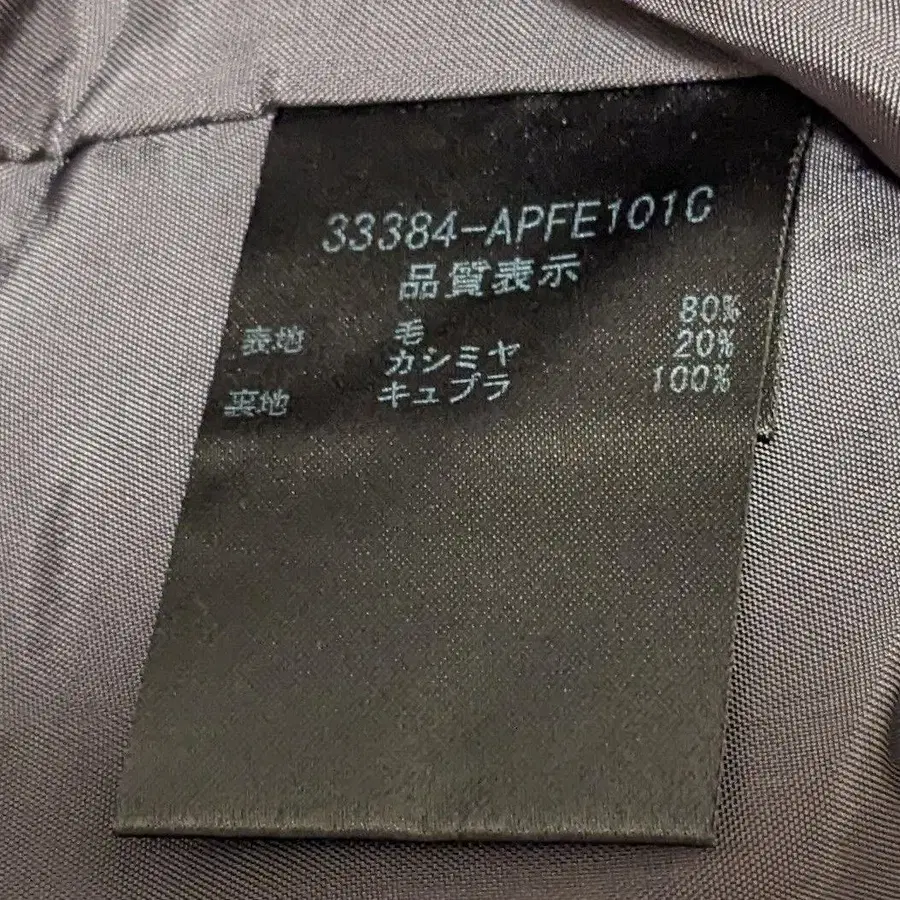 33384-APFE101C
品質表示
表地 毛 80%
カシミヤ 20%
裏地 キュプラ 100%